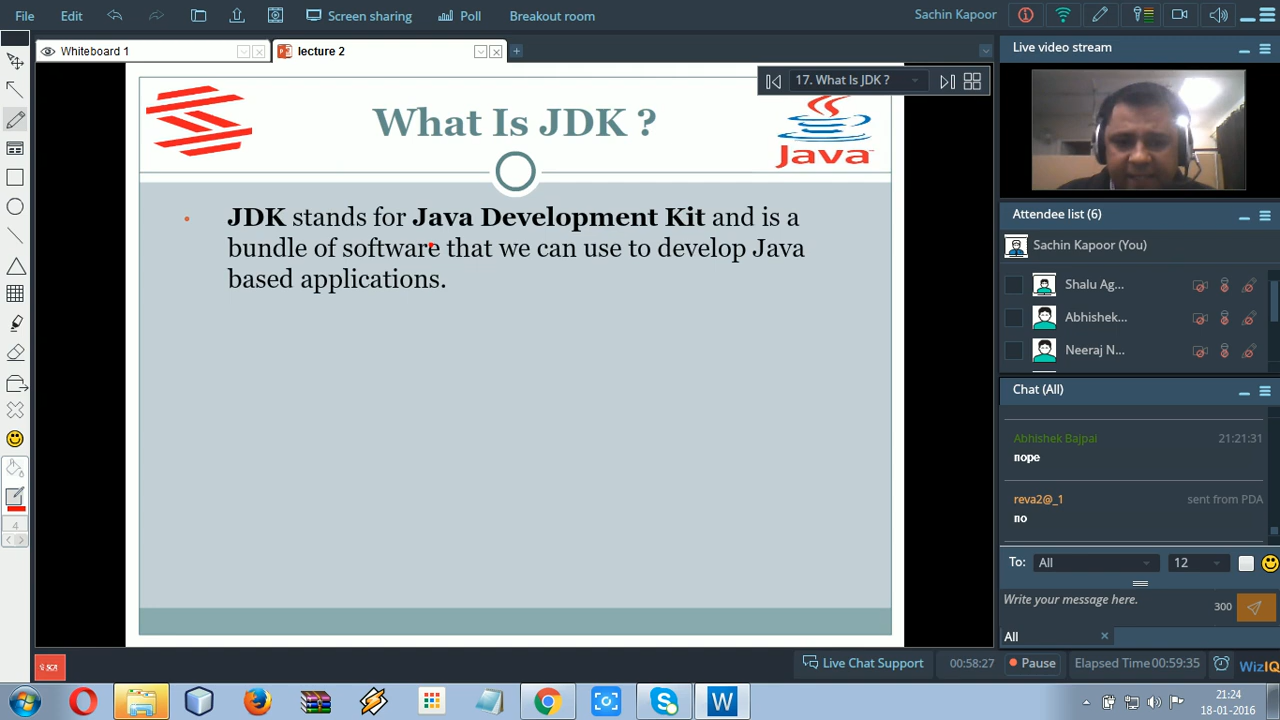 File Edit Screen sharing Poll Breakout room Sachin Kapoor
Whiteboard 1 lecture 2
Live video stream
17. What Is JDK ?
What Is JDK ?
Java
JDK stands for Java Development Kit and is a
bundle of software that we can use to develop Java
based applications.
Attendee list (6)
Sachin Kapoor (You)
Shalu Ag...
Abhishek...
Neeraj N...
Chat (All)
Abhishek Bajpai 21:21:31
nope
reva2@_1 sent from PDA
no
To: All 12
Write your message here. 300
All
4
SCA
Live Chat Support 00:58:27 Pause Elapsed Time 00:59:35 WizIQ
21:24
18-01-2016